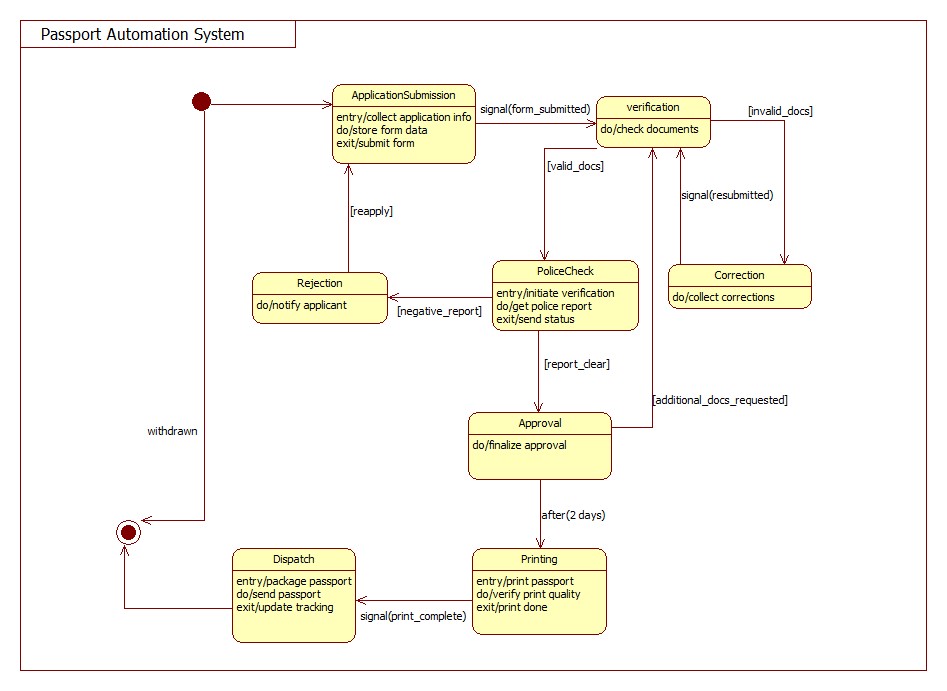 Passport Automation System
ApplicationSubmission
entry/collect application info
do/store form data
exit/submit form
signal(form_submitted)
verification
do/check documents
[invalid_docs]
[valid_docs]
signal(resubmitted)
[reapply]
Rejection
do/notify applicant
[negative_report]
PoliceCheck
entry/initiate verification
do/get police report
exit/send status
Correction
do/collect corrections
[report_clear]
[additional_docs_requested]
withdrawn
Approval
do/finalize approval
after(2 days)
Dispatch
entry/package passport
do/send passport
exit/update tracking
signal(print_complete)
Printing
entry/print passport
do/verify print quality
exit/print done